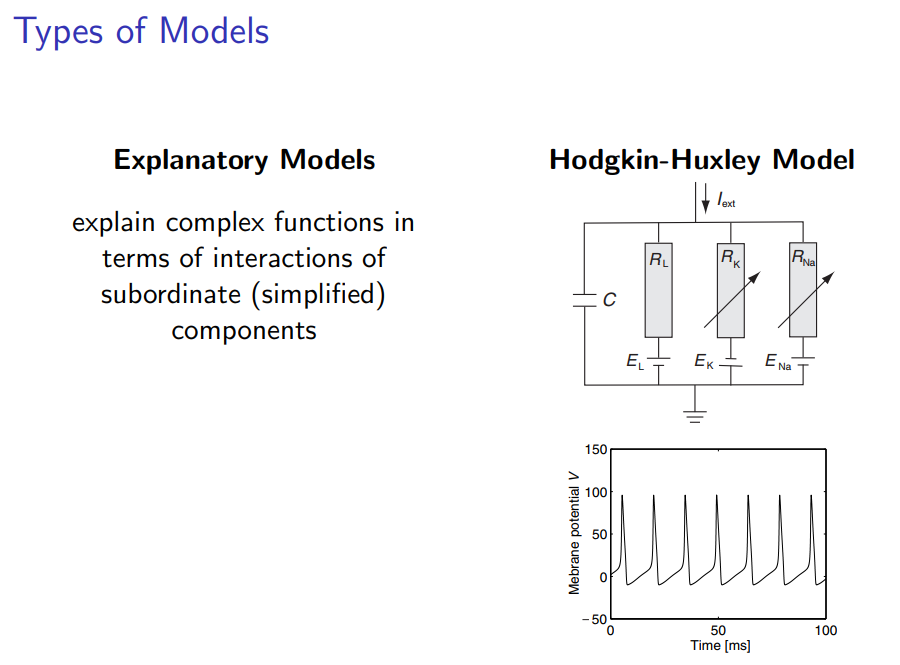 Types of Models
Explanatory Models
explain complex functions in
terms of interactions of
subordinate (simplified)
components
Hodgkin-Huxley Model
Iext
C
RL
RK
RNa
EL
EK
ENa
150
100
50
0
−50
Mebrane potential V
0
50
100
Time [ms]